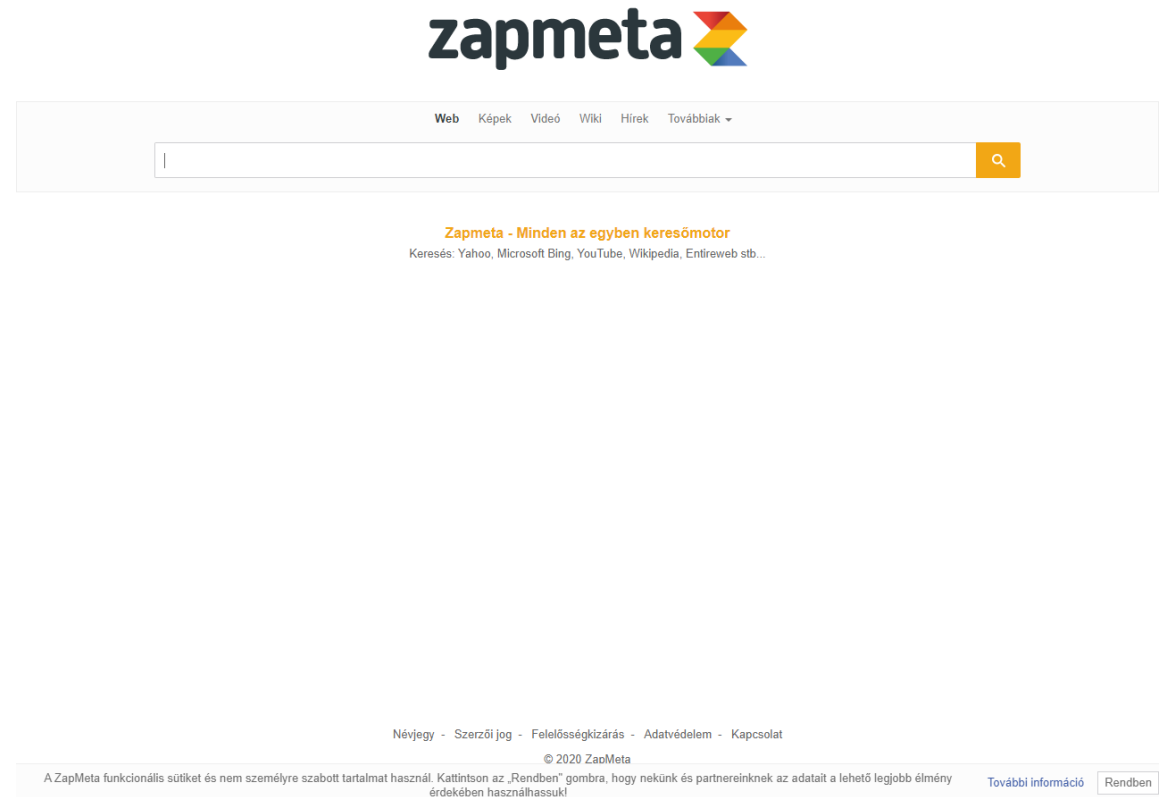 zapmeta
Web Képek Videó Wiki Hírek Továbbiak
Zapmeta - Minden az egyben keresőmotor
Keresés: Yahoo, Microsoft Bing, YouTube, Wikipedia, Entireweb stb...
Névjegy - Szerzői jog - Felelősségkizárás - Adatvédelem - Kapcsolat
© 2020 ZapMeta
A ZapMeta funkcionális sütiket és nem személyre szabott tartalmat használ. Kattintson az „Rendben” gombra, hogy nekünk és partnereinknek az adatait a lehető legjobb élmény
érdekében használhassuk!
További információ Rendben